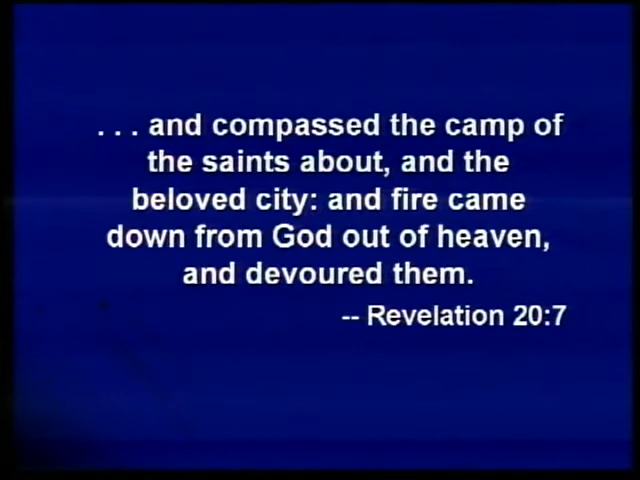 . . . and compassed the camp of
the saints about, and the
beloved city: and fire came
down from God out of heaven,
and devoured them.
-- Revelation 20:7